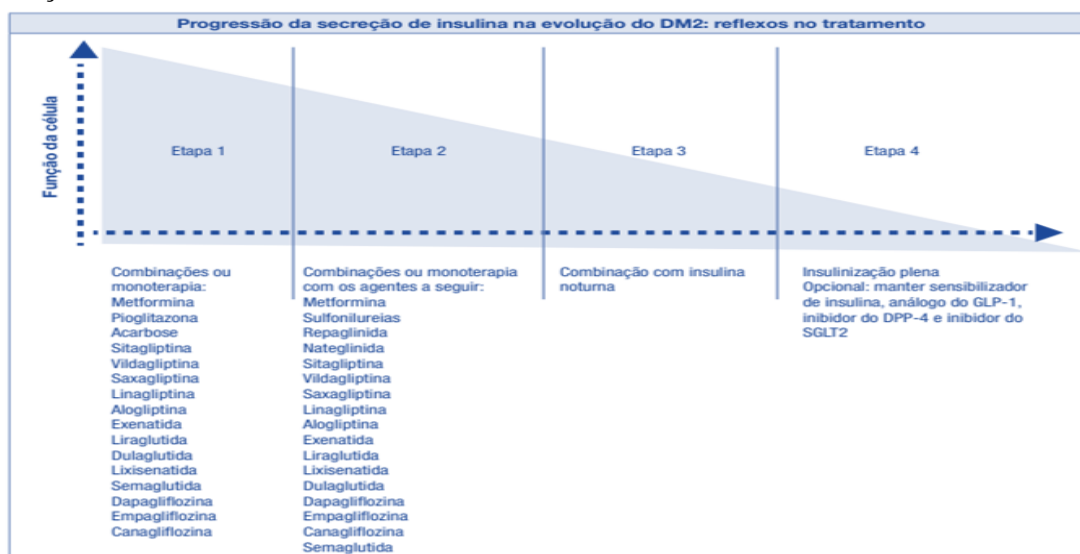 Progressão da secreção de insulina na evolução do DM2: reflexos no tratamento
Função da célula
Etapa 1
Etapa 2
Etapa 3
Etapa 4
Combinações ou
monoterapia:
Metformina
Pioglitazona
Acarbose
Sitagliptina
Vildagliptina
Saxagliptina
Linagliptina
Alogliptina
Exenatida
Liraglutida
Dulaglutida
Lixisenatida
Semaglutida
Dapagliflozina
Empagliflozina
Canagliflozina
Combinações ou monoterapia
com os agentes a seguir:
Metformina
Sulfonilureias
Repaglinida
Nateglinida
Sitagliptina
Vildagliptina
Saxagliptina
Linagliptina
Alogliptina
Exenatida
Liraglutida
Lixisenatida
Dulaglutida
Dapagliflozina
Empagliflozina
Canagliflozina
Semaglutida
Combinação com insulina
noturna
Insulinização plena
Opcional: manter sensibilizador
de insulina, análogo do GLP-1,
inibidor do DPP-4 e inibidor do
SGLT2